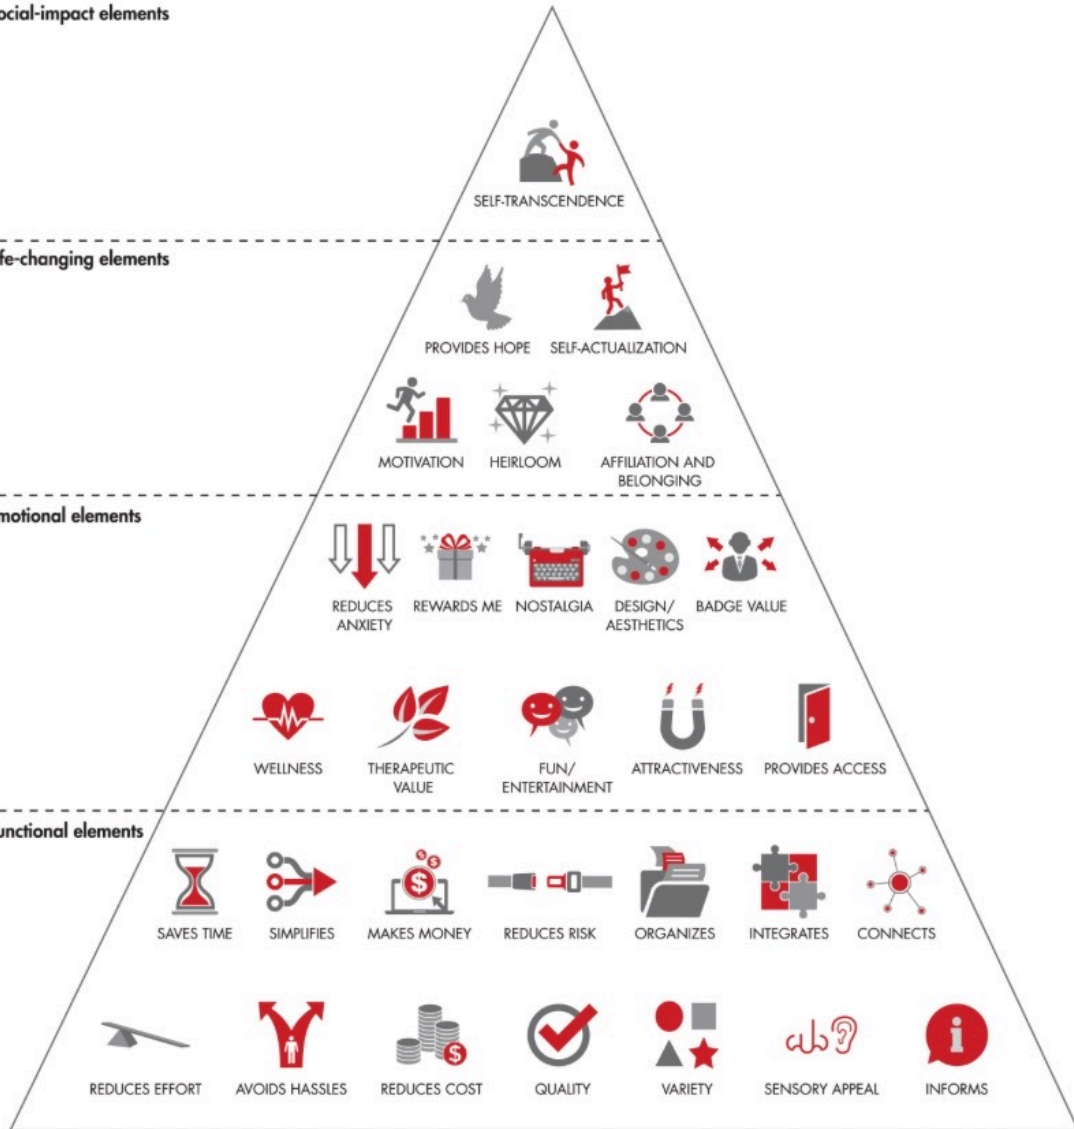 ocial-impact elements
SELF-TRANSCENDENCE
fe-changing elements
PROVIDES HOPE SELF-ACTUALIZATION
MOTIVATION HEIRLOOM AFFILIATION AND
BELONGING
motional elements
REDUCES REWARDS ME NOSTALGIA DESIGN/ BADGE VALUE
ANXIETY AESTHETICS
WELLNESS THERAPEUTIC FUN/ ATTRACTIVENESS PROVIDES ACCESS
VALUE ENTERTAINMENT
unctional elements
SAVES TIME SIMPLIFIES MAKES MONEY REDUCES RISK ORGANIZES INTEGRATES CONNECTS
REDUCES EFFORT AVOIDS HASSLES REDUCES COST QUALITY VARIETY SENSORY APPEAL INFORMS